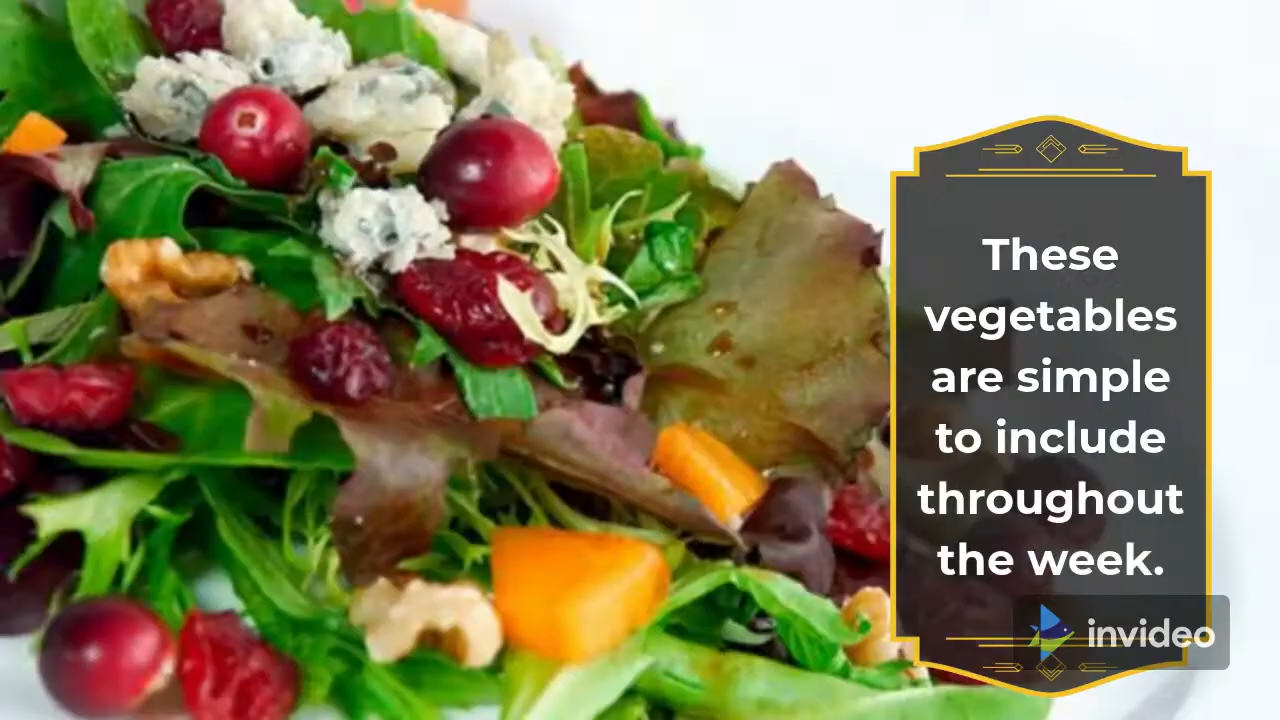 These
vegetables
are simple
to include
throughout
the week.
invideo